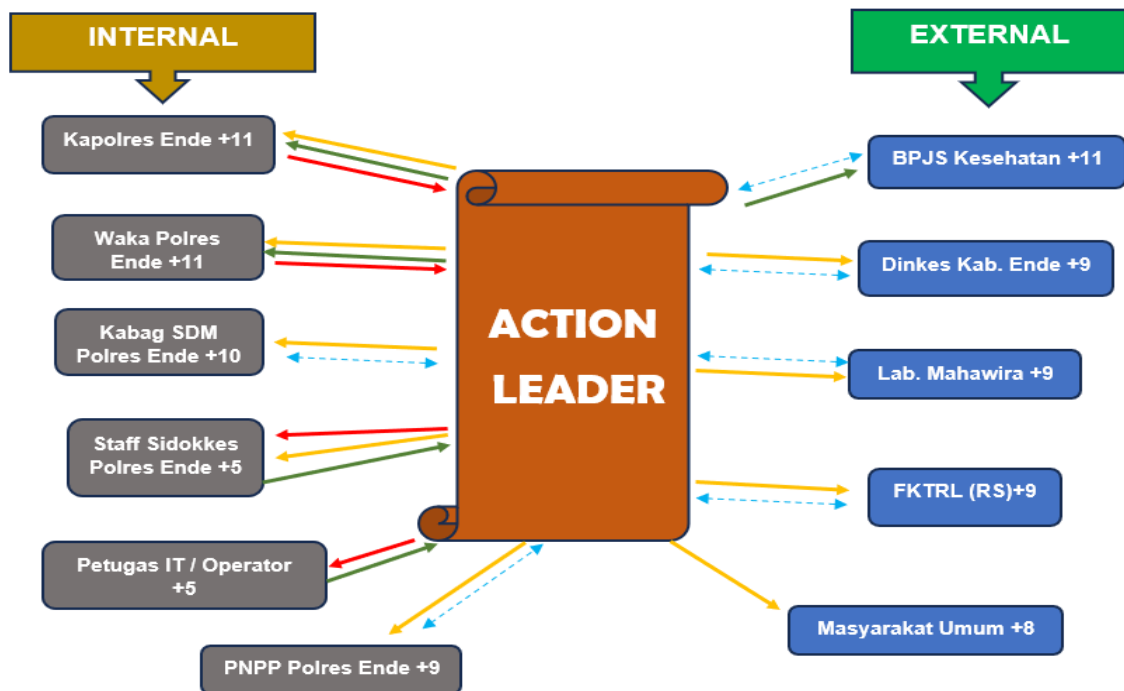 INTERNAL
EXTERNAL
Kapolres Ende +11
Waka Polres
Ende +11
Kabag SDM
Polres Ende +10
Staff Sidokkes
Polres Ende +5
Petugas IT / Operator
+5
PNPP Polres Ende +9
ACTION
LEADER
BPJS Kesehatan +11
Dinkes Kab. Ende +9
Lab. Mahawira +9
FKTRL (RS)+9
Masyarakat Umum +8